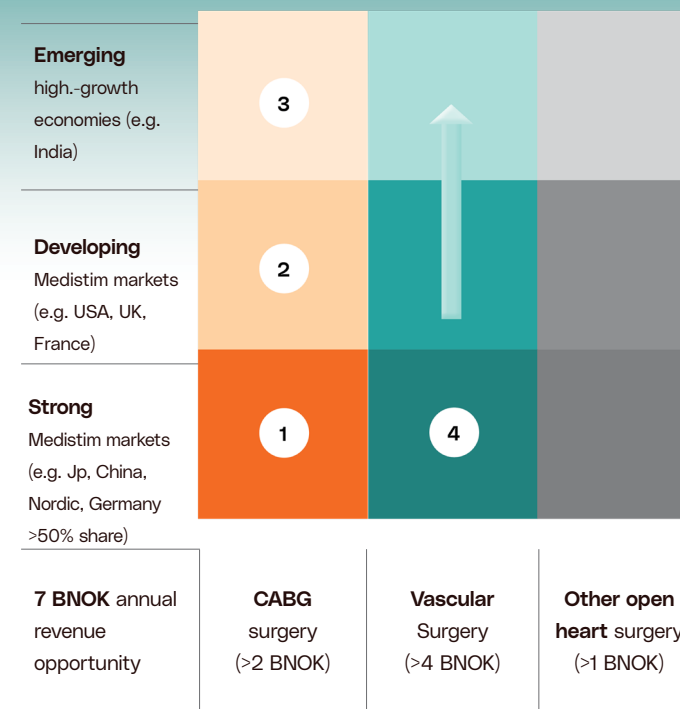 Emerging
high.-growth
economies (e.g.
India)
3
Developing
Medistim markets
(e.g. USA, UK,
France)
2
Strong
Medistim markets
(e.g. Jp, China,
Nordic, Germany
>50% share)
1
4
7 BNOK annual
revenue
opportunity
CABG
surgery
(>2 BNOK)
Vascular
Surgery
(>4 BNOK)
Other open
heart surgery
(>1 BNOK)